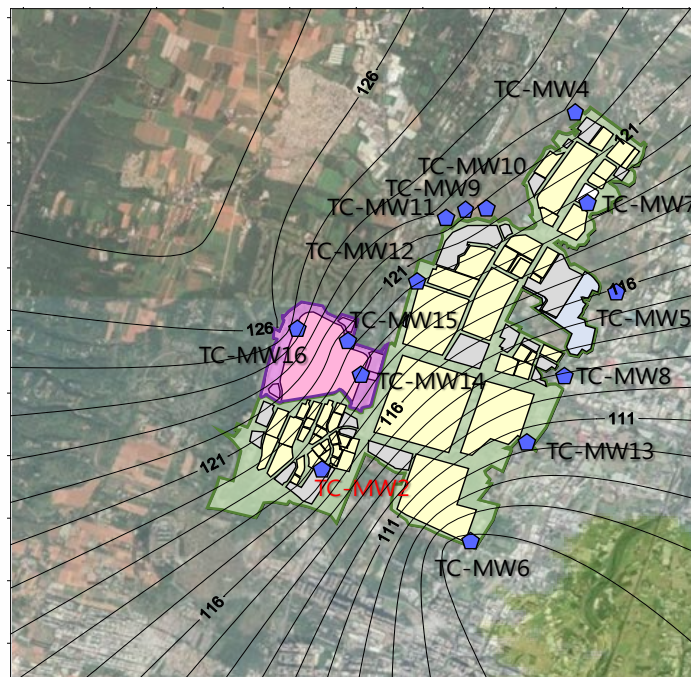 126
TC-MW4
121
TC-MW10
TC-MW9
TC-MW11
TC-MW7
TC-MW12
121
116
TC-MW5
126
TC-MW15
TC-MW16
TC-MW14
TC-MW8
116
111
TC-MW13
121
TC-MW2
111
TC-MW6
116